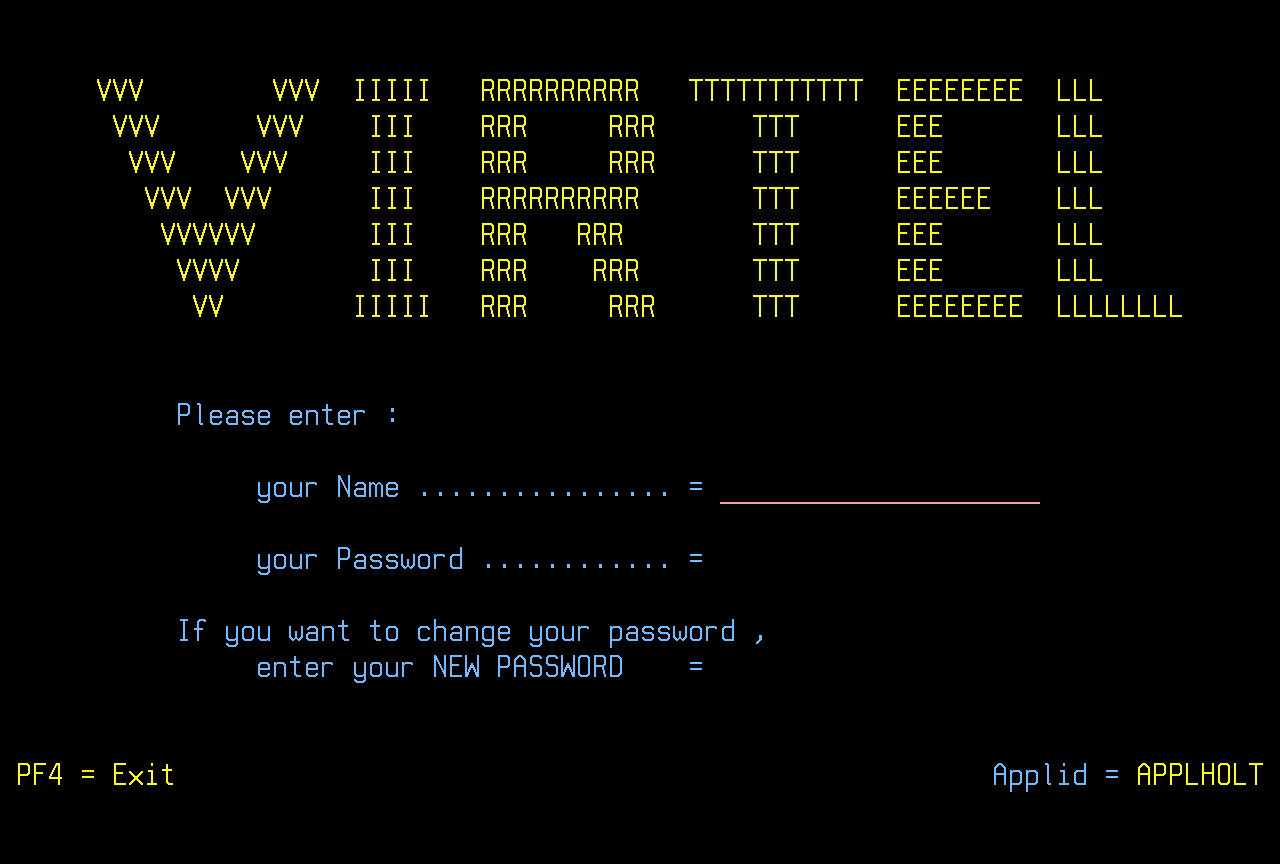 VVV        VVV  IIIII   RRRRRRRRRR   TTTTTTTTTTT  EEEEEEEE  LLL
 VVV      VVV    III    RRR     RRR      TTT      EEE       LLL
  VVV    VVV     III    RRR     RRR      TTT      EEE       LLL
   VVV  VVV      III    RRRRRRRRRR       TTT      EEEEEE    LLL
    VVVVVV       III    RRR   RRR        TTT      EEE       LLL
     VVVV        III    RRR    RRR       TTT      EEE       LLL
      VV        IIIII   RRR     RRR      TTT      EEEEEEEE  LLLLLLLL
Please enter :
your Name ................ =
your Password ............ =
If you want to change your password ,
enter your NEW PASSWORD    =
PF4 = Exit
Applid = APPLHOLT